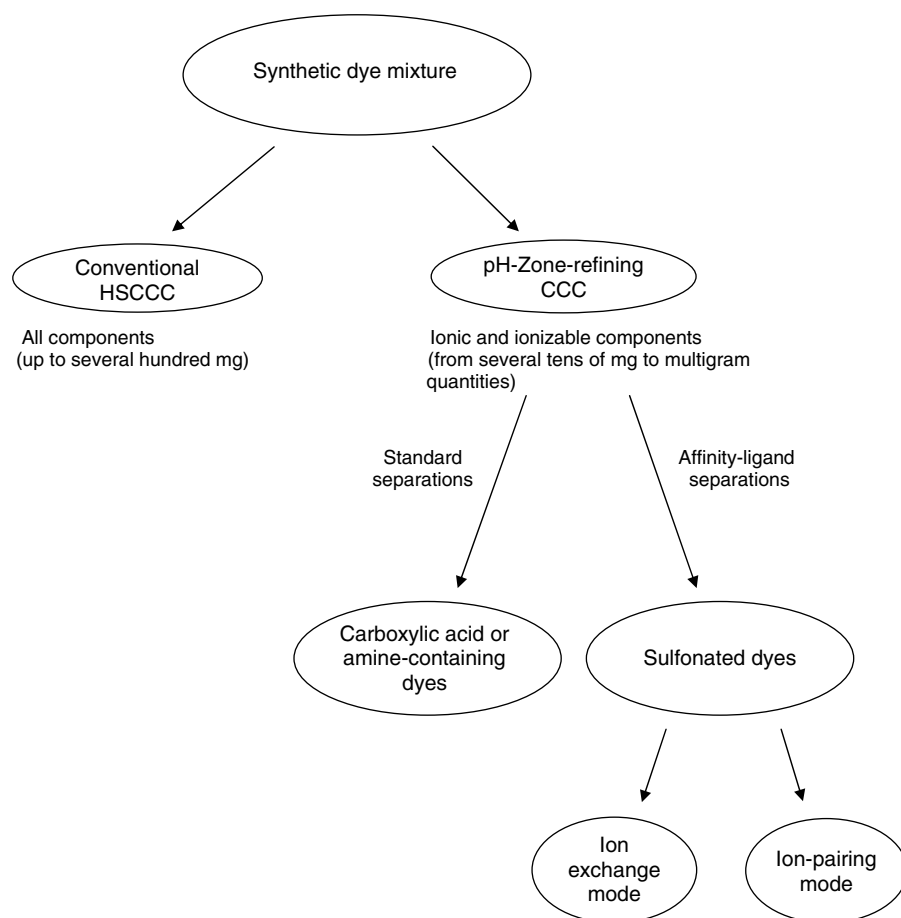 Synthetic dye mixture
Conventional
HSCCC
pH-Zone-refining
CCC
All components
(up to several hundred mg)
Ionic and ionizable components
(from several tens of mg to multigram
quantities)
Standard
separations
Affinity-ligand
separations
Carboxylic acid or
amine-containing
dyes
Sulfonated dyes
Ion
exchange
mode
Ion-pairing
mode